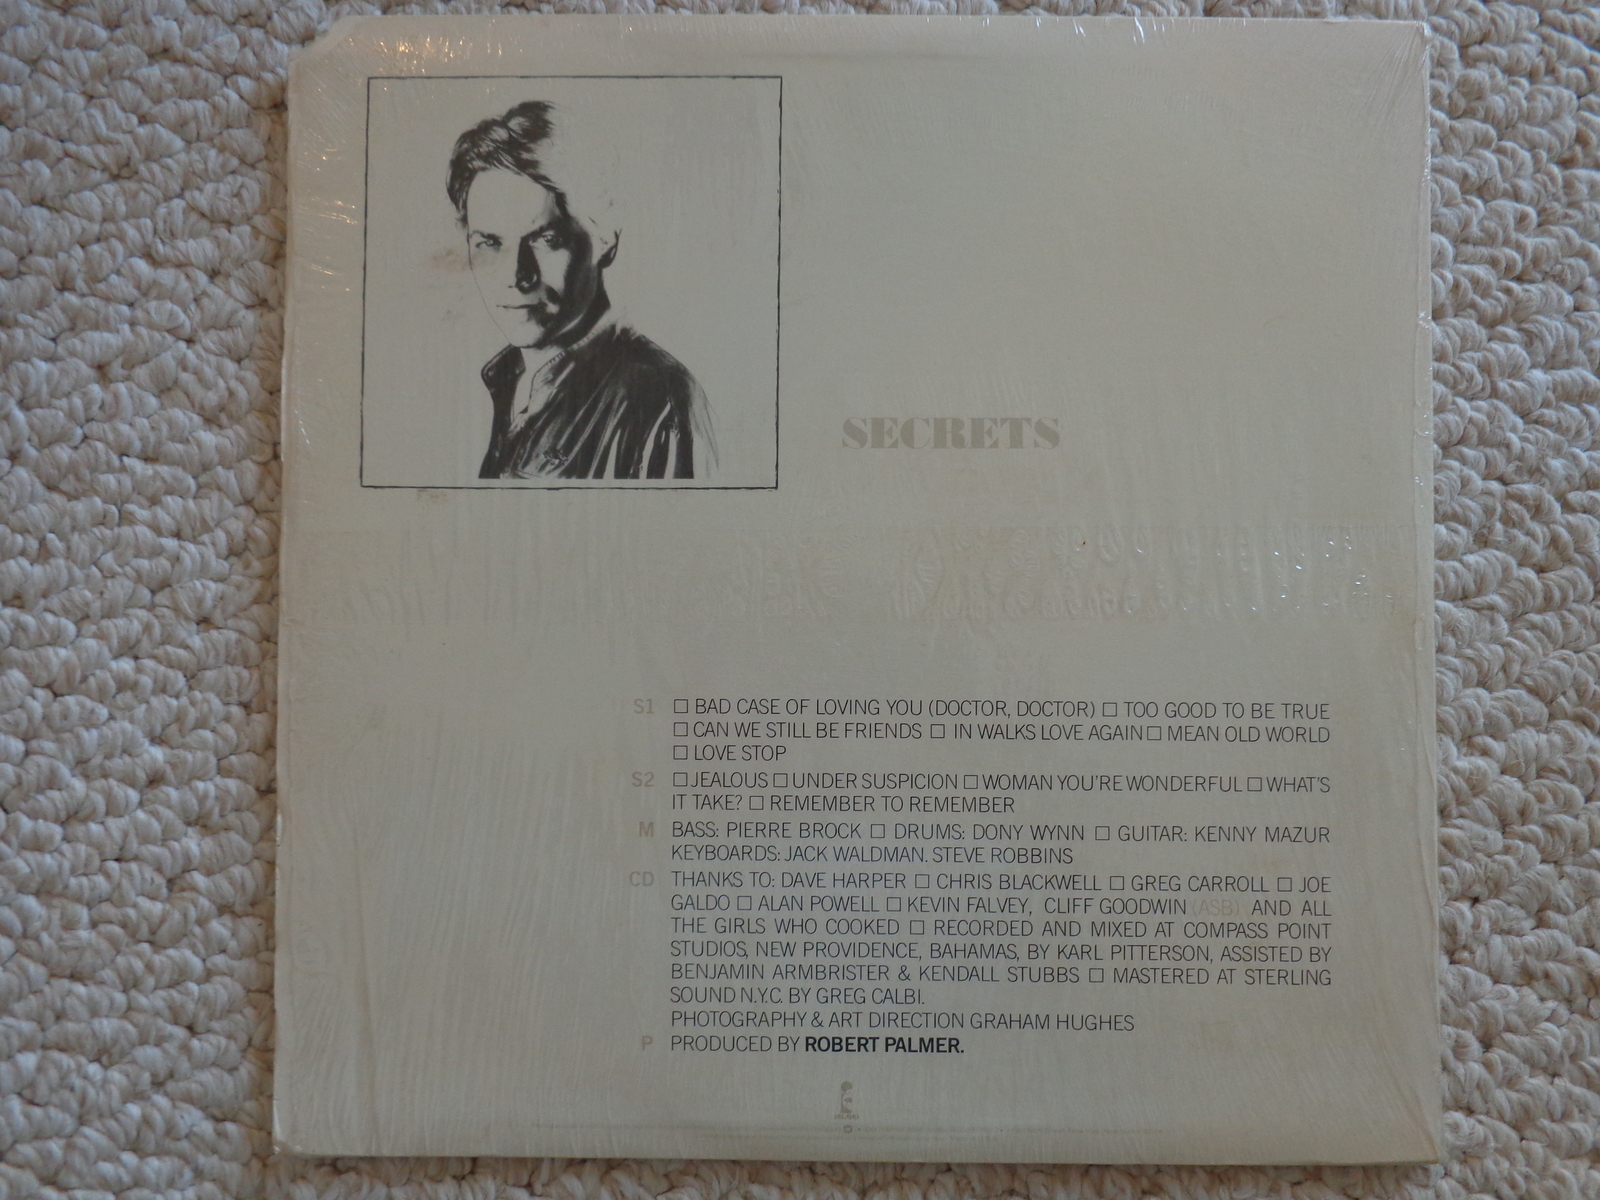 SECRETS
S1 □ BAD CASE OF LOVING YOU (DOCTOR, DOCTOR) □ TOO GOOD TO BE TRUE
□ CAN WE STILL BE FRIENDS □ IN WALKS LOVE AGAIN □ MEAN OLD WORLD
□ LOVE STOP
S2 □ JEALOUS □ UNDER SUSPICION □ WOMAN YOU'RE WONDERFUL □ WHAT'S
IT TAKE? □ REMEMBER TO REMEMBER
M BASS: PIERRE BROCK □ DRUMS: DONY WYNN □ GUITAR: KENNY MAZUR
KEYBOARDS: JACK WALDMAN. STEVE ROBBINS
CD THANKS TO: DAVE HARPER □ CHRIS BLACKWELL □ GREG CARROLL □ JOE
GALDO □ ALAN POWELL □ KEVIN FALVEY, CLIFF GOODWIN (ASB) AND ALL
THE GIRLS WHO COOKED □ RECORDED AND MIXED AT COMPASS POINT
STUDIOS, NEW PROVIDENCE, BAHAMAS, BY KARL PITTERSON, ASSISTED BY
BENJAMIN ARMBRISTER & KENDALL STUBBS □ MASTERED AT STERLING
SOUND N.Y.C. BY GREG CALBI.
PHOTOGRAPHY & ART DIRECTION GRAHAM HUGHES
P PRODUCED BY ROBERT PALMER.